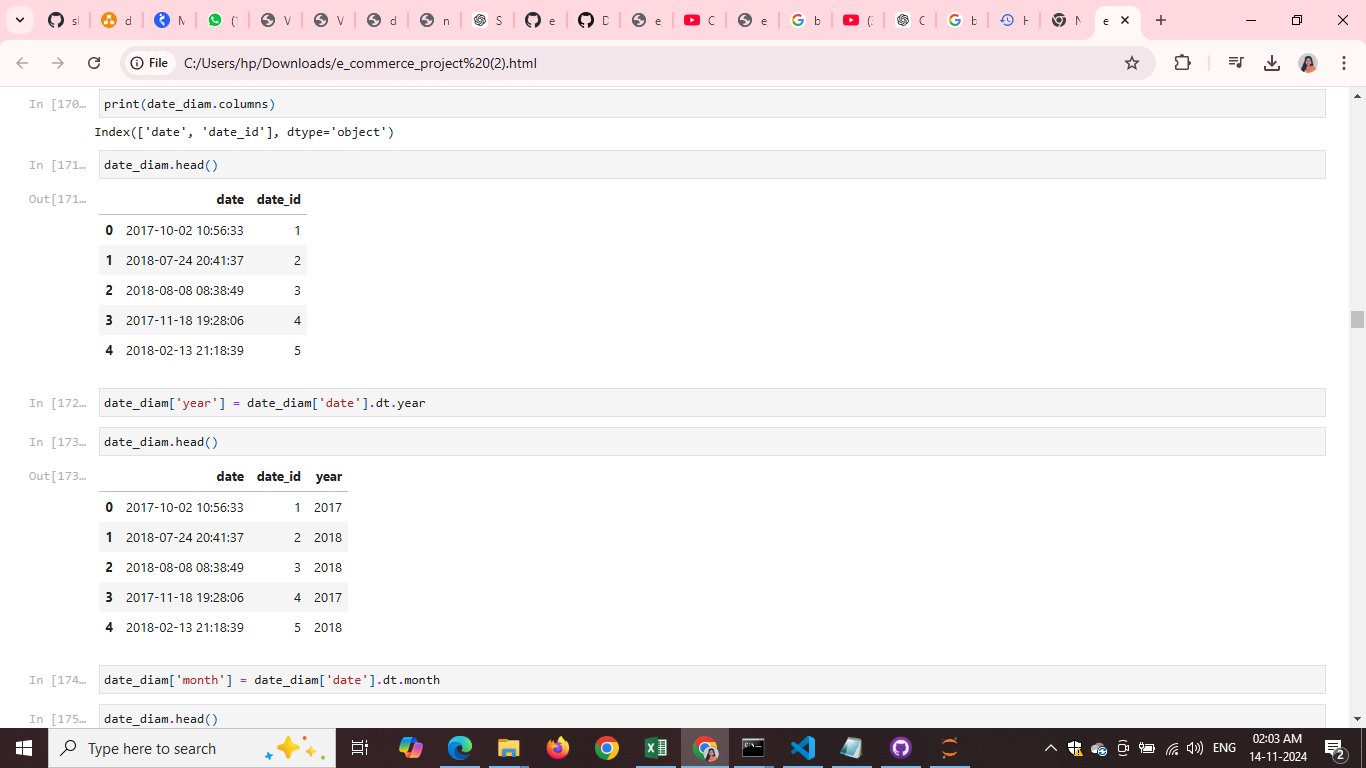 sl
d
M
(1
V
V
d
n
S
e
D
e
C
e
b
(2
C
b
H
N
e
File C:/Users/hp/Downloads/e_commerce_project%20(2).html
In [170… print(date_diam.columns)
Index(['date', 'date_id'], dtype='object')
In [171… date_diam.head()
Out[171…
date date_id
0 2017-10-02 10:56:33 1
1 2018-07-24 20:41:37 2
2 2018-08-08 08:38:49 3
3 2017-11-18 19:28:06 4
4 2018-02-13 21:18:39 5
In [172… date_diam['year'] = date_diam['date'].dt.year
In [173… date_diam.head()
Out[173…
date date_id year
0 2017-10-02 10:56:33 1 2017
1 2018-07-24 20:41:37 2 2018
2 2018-08-08 08:38:49 3 2018
3 2017-11-18 19:28:06 4 2017
4 2018-02-13 21:18:39 5 2018
In [174… date_diam['month'] = date_diam['date'].dt.month
In [175… date_diam.head()
Type here to search
ENG
02:03 AM
14-11-2024
2